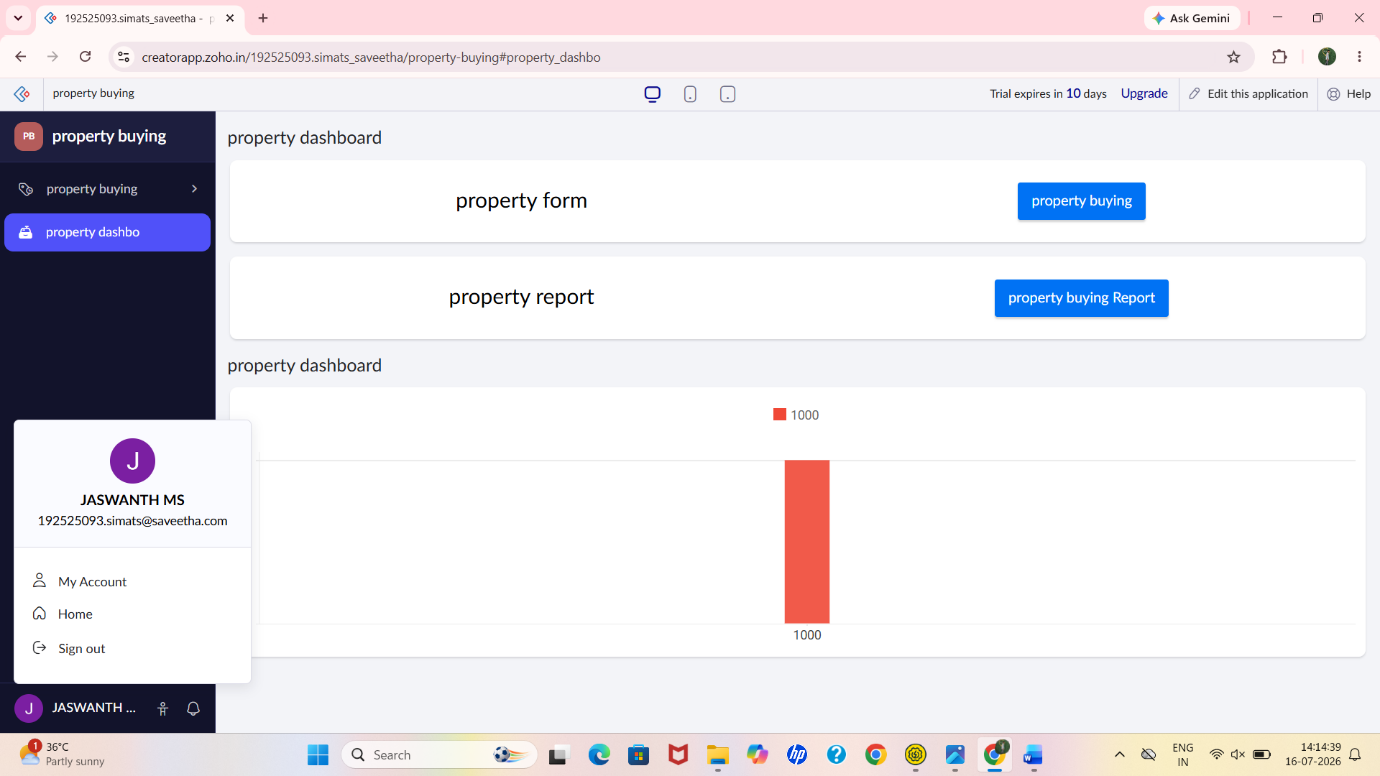 192525093.simats_saveetha - p
Ask Gemini
creatorapp.zoho.in/192525093.simats_saveetha/property-buying#property_dashbo
property buying
Trial expires in 10 days
Upgrade
Edit this application
Help
PB
property buying
property buying
property dashbo
property dashboard
property form
property buying
property report
property buying Report
property dashboard
1000
1000
J
JASWANTH MS
192525093.simats@saveetha.com
My Account
Home
Sign out
J
JASWANTH ...
1
36°C
Partly sunny
Search
hp
?
W
ENG
IN
14:14:39
16-07-2026